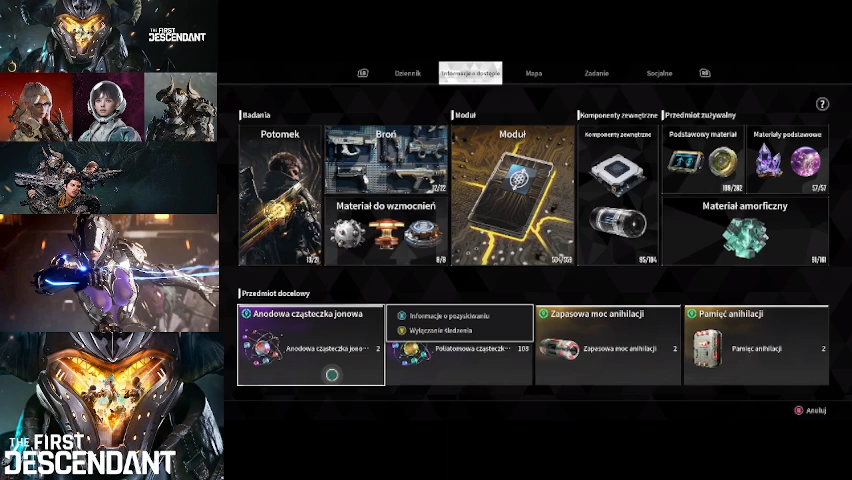 THE FIRST
DESCENDANT
Dziennik
Informacje o dostępie
Mapa
Zadanie
Socjalne
?
Badania
Moduł
Komponenty zewnętrzne
Przedmiot zużywalny
Potomek
Broń
Moduł
Komponenty zewnętrzne
Podstawowy materiał
Materiały podstawowe
57/57
Materiał do wzmocnień
Materiał amorficzny
Przedmiot docelowy
Anodowa cząsteczka jonowa
Informacje o pozyskiwaniu
Wyłączenie śledzenia
Zapasowa moc anihilacji
Pamięć anihilacji
Anodowa cząsteczka jono··· 2
Poliatomowa cząsteczk···
Zapasowa moc anihilacji 2
Pamięć anihilacji 2
Anuluj
THE FIRST
DESCENDANT